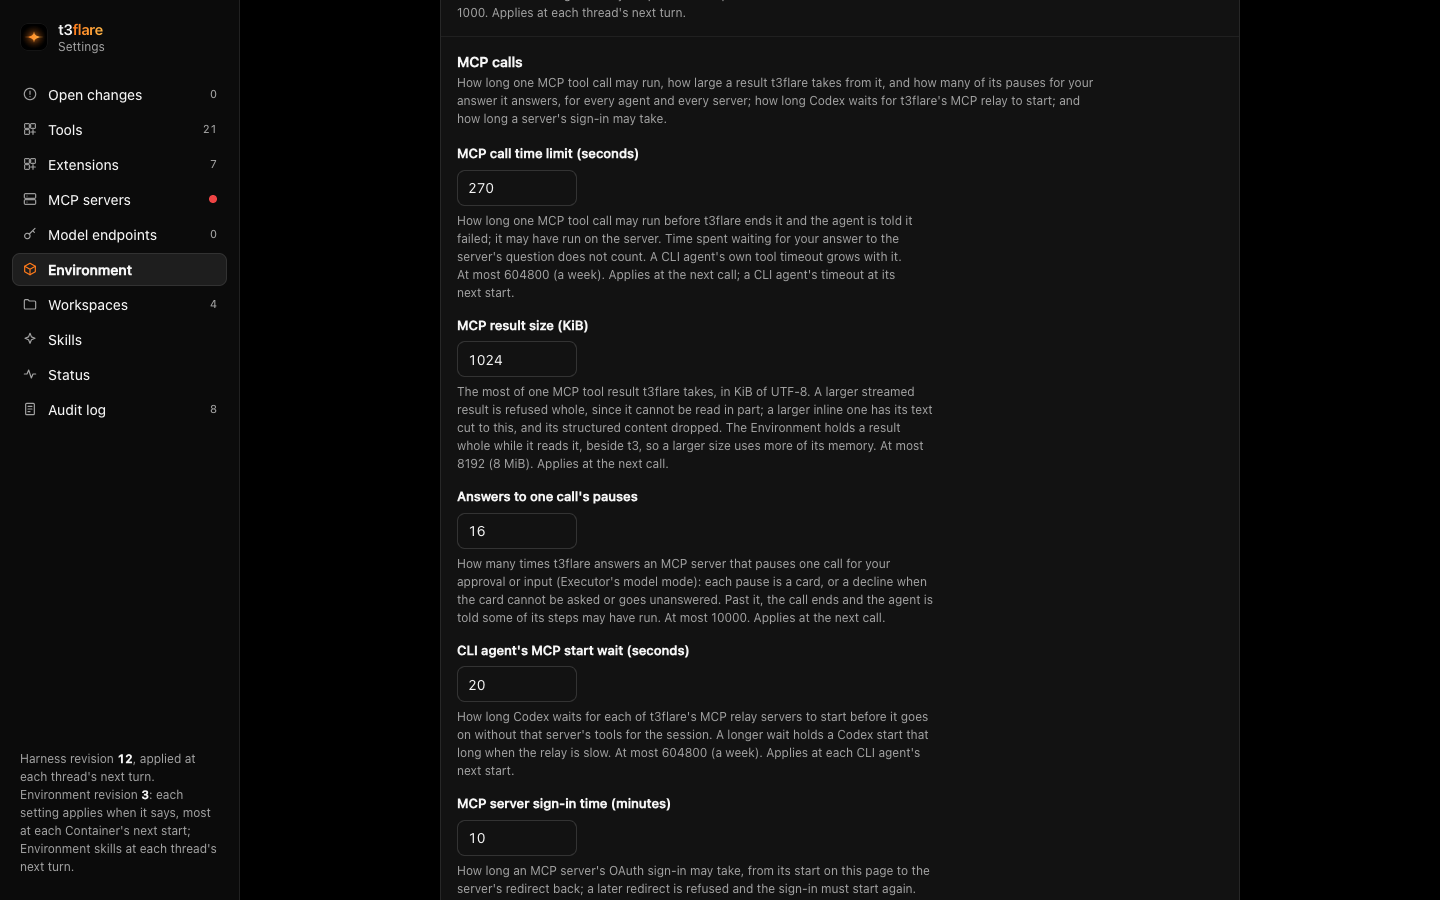 t3flare
Settings
Open changes 0
Tools 21
Extensions 7
MCP servers
Model endpoints 0
Environment
Workspaces 4
Skills
Status
Audit log 8
Harness revision 12, applied at
each thread's next turn.
Environment revision 3: each
setting applies when it says, most
at each Container's next start;
Environment skills at each thread's
next turn.
1000. Applies at each thread's next turn.
MCP calls
How long one MCP tool call may run, how large a result t3flare takes from it, and how many of its pauses for your
answer it answers, for every agent and every server; how long Codex waits for t3flare's MCP relay to start; and
how long a server's sign-in may take.
MCP call time limit (seconds)
270
How long one MCP tool call may run before t3flare ends it and the agent is told it
failed; it may have run on the server. Time spent waiting for your answer to the
server's question does not count. A CLI agent's own tool timeout grows with it.
At most 604800 (a week). Applies at the next call; a CLI agent's timeout at its
next start.
MCP result size (KiB)
1024
The most of one MCP tool result t3flare takes, in KiB of UTF-8. A larger streamed
result is refused whole, since it cannot be read in part; a larger inline one has its text
cut to this, and its structured content dropped. The Environment holds a result
whole while it reads it, beside t3, so a larger size uses more of its memory. At most
8192 (8 MiB). Applies at the next call.
Answers to one call's pauses
16
How many times t3flare answers an MCP server that pauses one call for your
approval or input (Executor's model mode): each pause is a card, or a decline when
the card cannot be asked or goes unanswered. Past it, the call ends and the agent is
told some of its steps may have run. At most 10000. Applies at the next call.
CLI agent's MCP start wait (seconds)
20
How long Codex waits for each of t3flare's MCP relay servers to start before it goes
on without that server's tools for the session. A longer wait holds a Codex start that
long when the relay is slow. At most 604800 (a week). Applies at each CLI agent's
next start.
MCP server sign-in time (minutes)
10
How long an MCP server's OAuth sign-in may take, from its start on this page to the
server's redirect back; a later redirect is refused and the sign-in must start again.